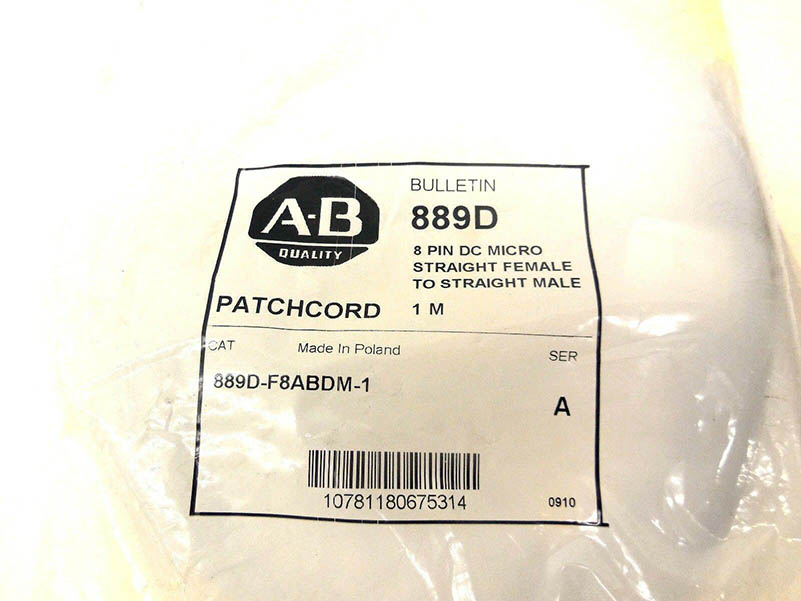 A-B
QUALITY
BULLETIN
889D
8 PIN DC MICRO
STRAIGHT FEMALE
TO STRAIGHT MALE
PATCHCORD 1 M
CAT Made In Poland SER
889D-F8ABDM-1
A
10781180675314 0910